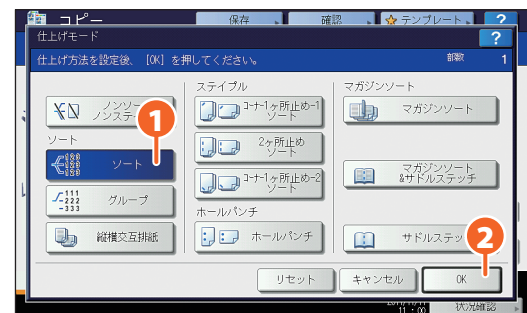 コピー 保存 確認 テンプレート ?
仕上げモード ?
仕上げ方法を設定後、[OK] を押してください。 部数 1
ステイプル マガジンソート
ノンソート
1
コーナー1ヶ所止め-1
ソート
マガジンソート
ソート
2ヶ所止め
ソート
ソート
マガジンソート
&サドルステッチ
コーナー1ヶ所止め-2
ソート
111
222
333
グループ
ホールパンチ
縦横交互排紙
ホールパンチ
サドルステッ
2
リセット キャンセル OK
11:00 状況確認